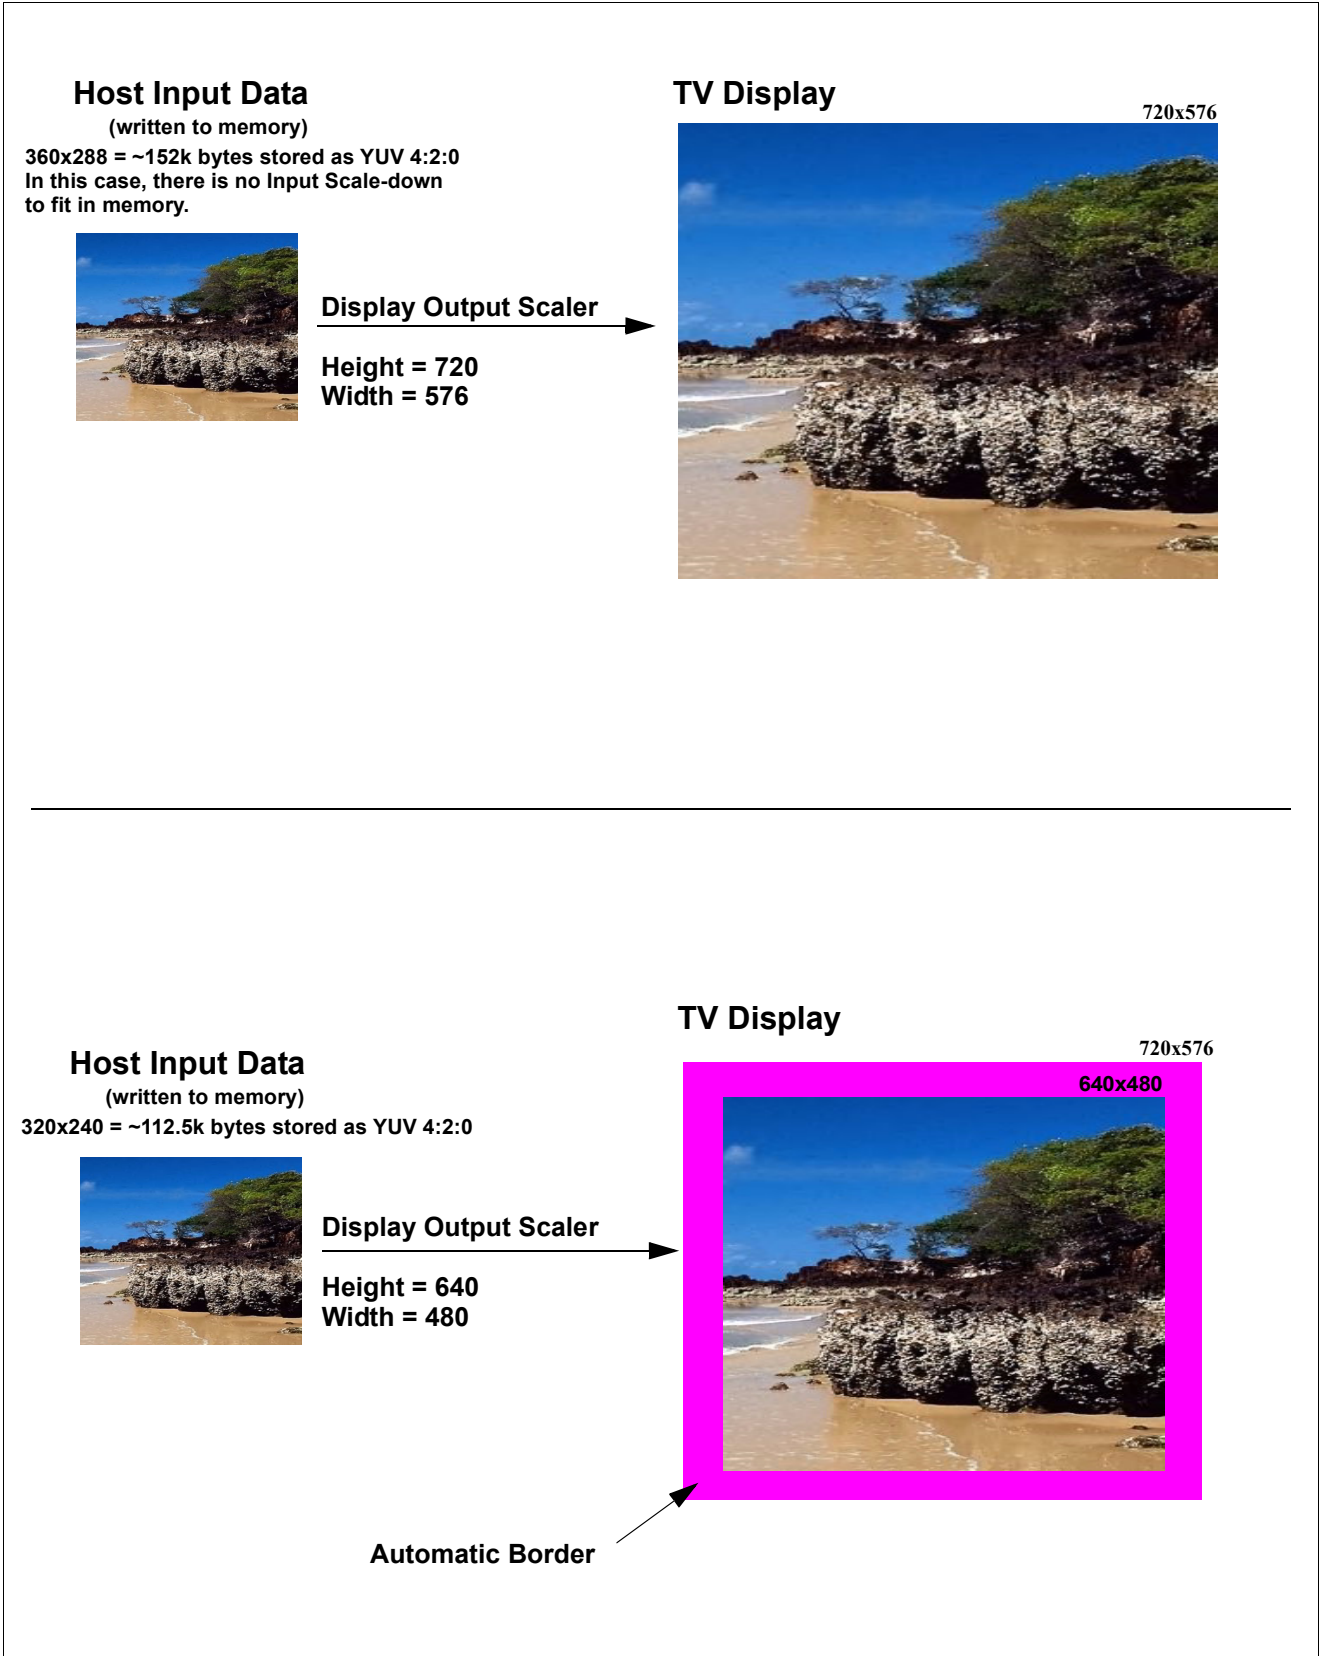 Host Input Data
(written to memory)
360x288 = ~152k bytes stored as YUV 4:2:0
In this case, there is no Input Scale-down
to fit in memory.
Display Output Scaler
Height = 720
Width = 576
TV Display
720x576
Host Input Data
(written to memory)
320x240 = ~112.5k bytes stored as YUV 4:2:0
Display Output Scaler
Height = 640
Width = 480
TV Display
720x576
640x480
Automatic Border